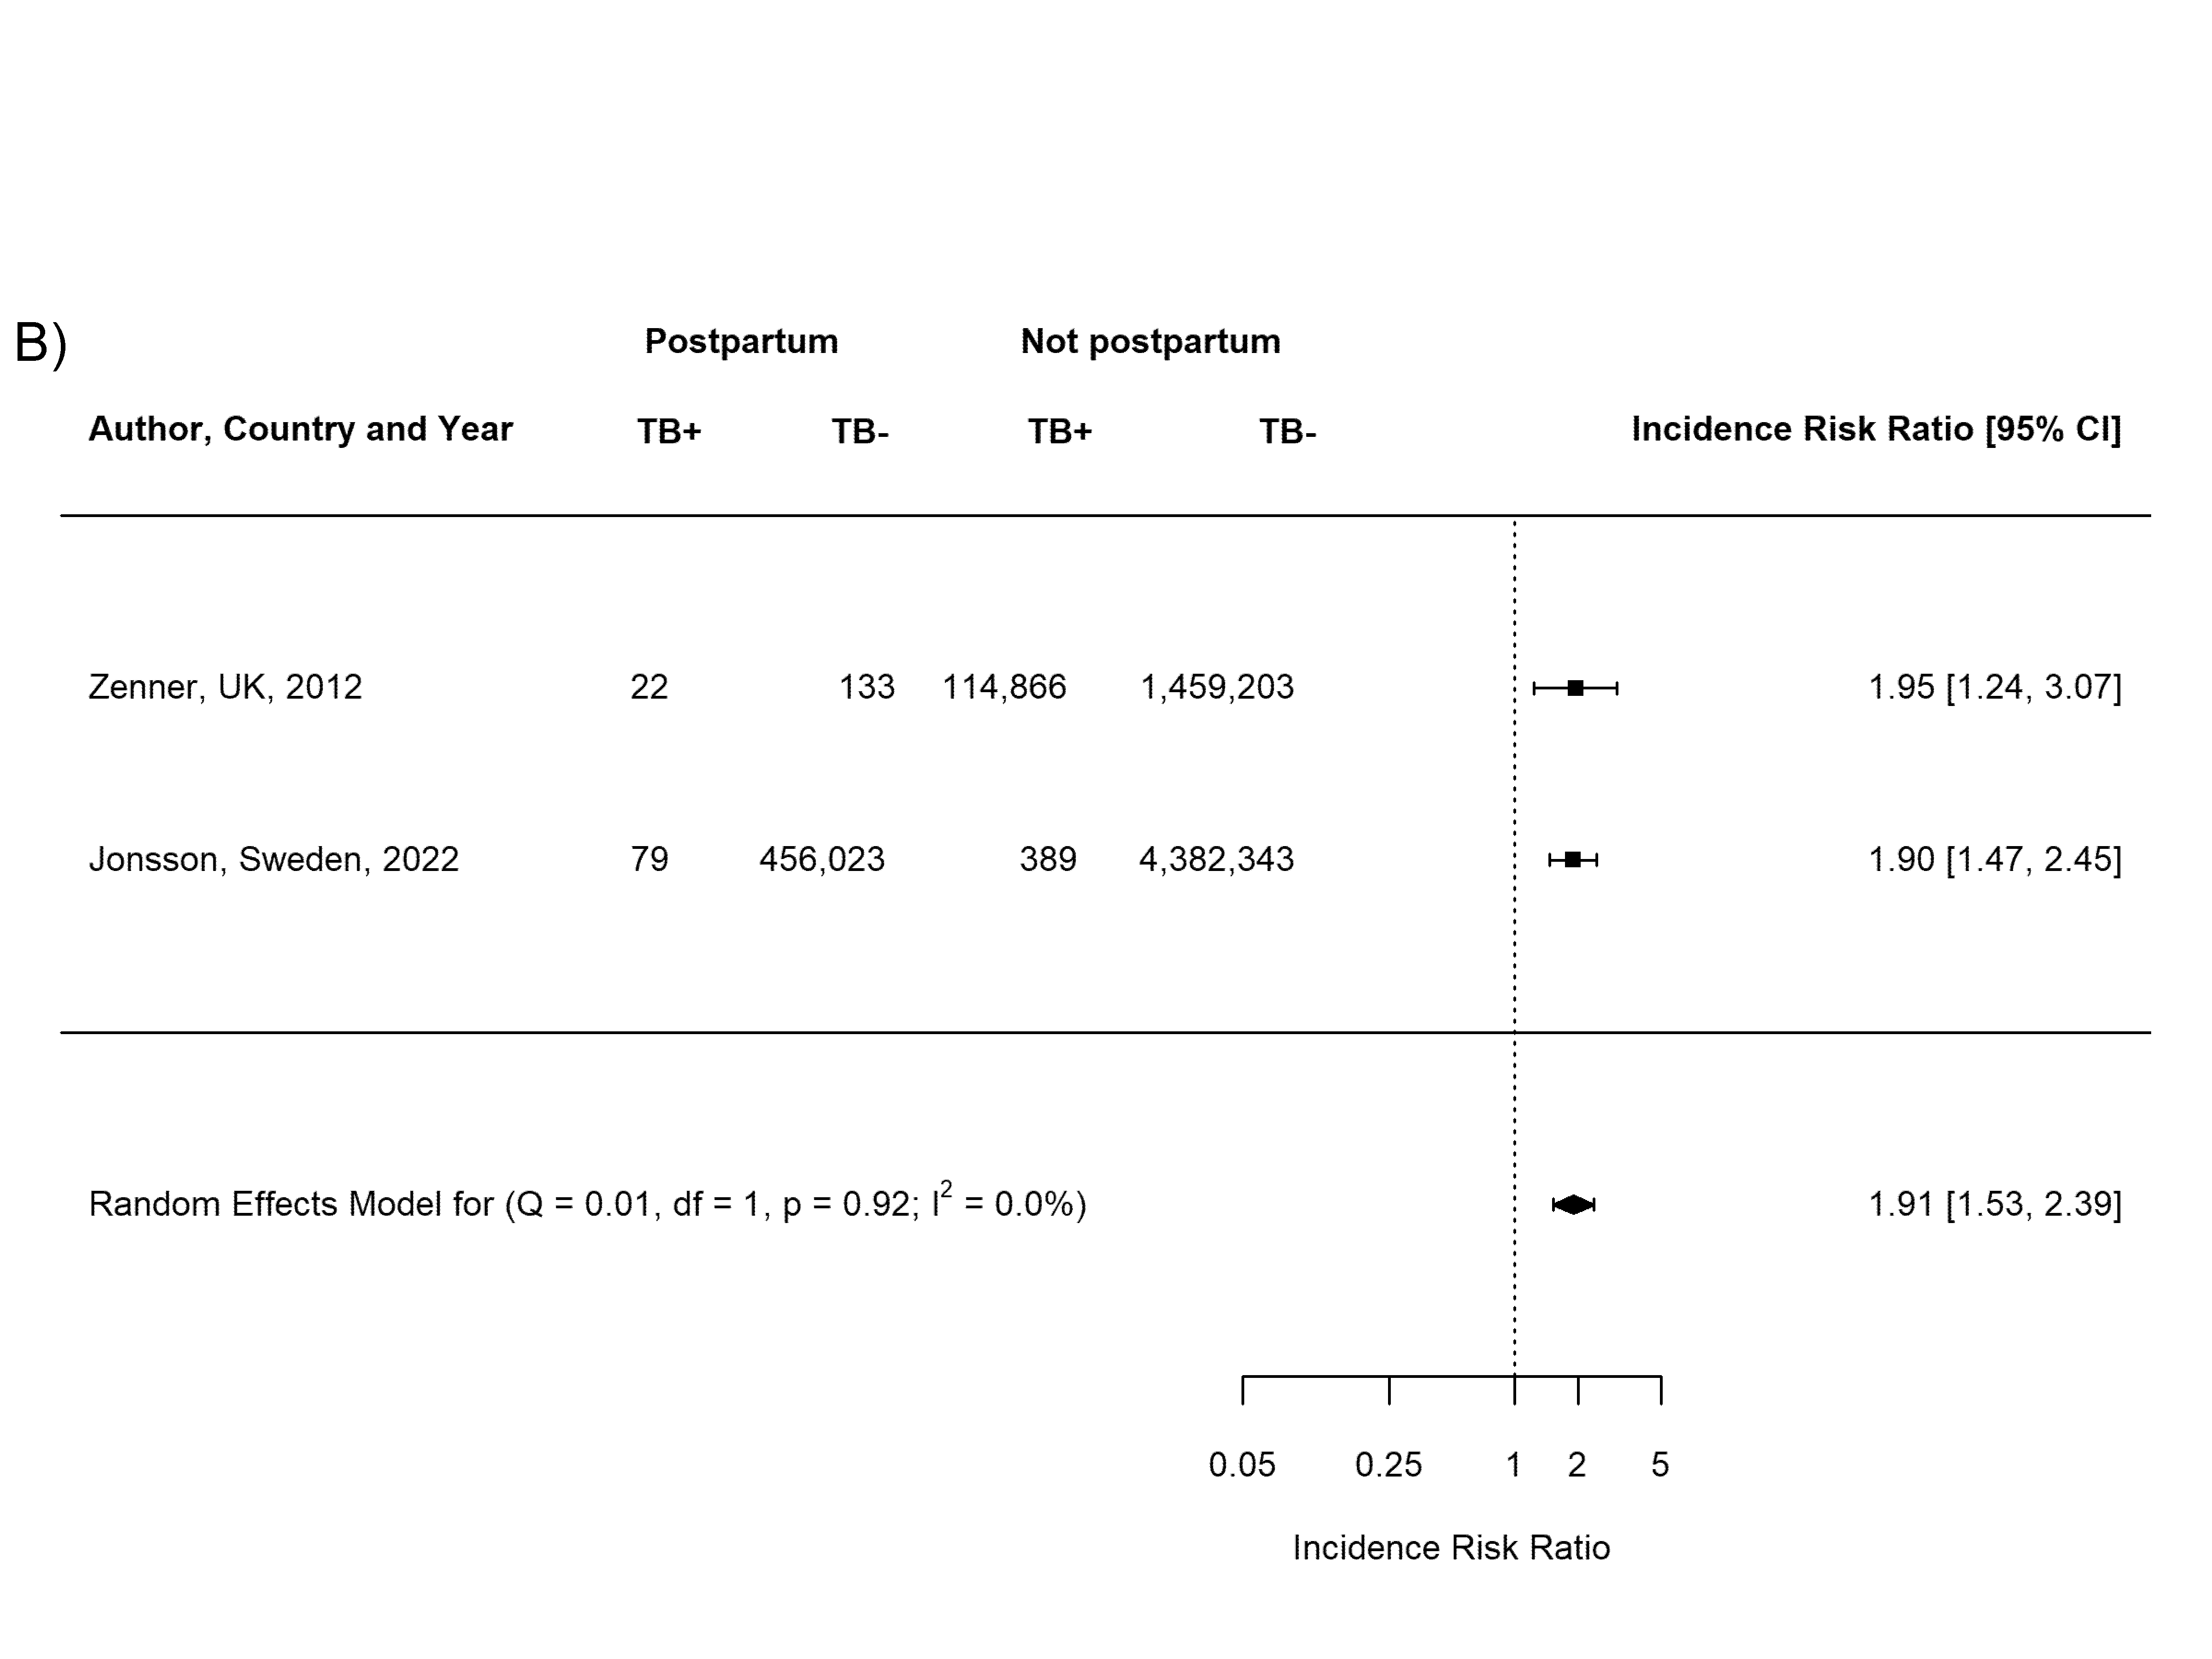 B)
Postpartum Not postpartum
Author, Country and Year TB+ TB- TB+ TB- Incidence Risk Ratio [95% CI]
Zenner, UK, 2012 22 133 114,866 1,459,203 1.95 [1.24, 3.07]
Jonsson, Sweden, 2022 79 456,023 389 4,382,343 1.90 [1.47, 2.45]
Random Effects Model for (Q = 0.01, df = 1, p = 0.92; I² = 0.0%) 1.91 [1.53, 2.39]
0.05 0.25 1 2 5
Incidence Risk Ratio